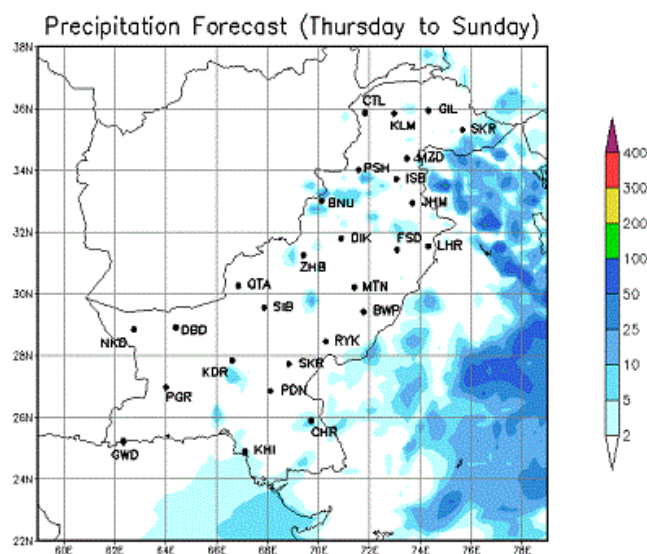 Precipitation Forecast (Thursday to Sunday)
38N
36N
34N
32N
30N
28N
26N
24N
22N
CTL
GIL
KLM
SKR
MZD
PSH
ISB
BNU
JHM
DIK
FSD
LHR
ZHB
QTA
MTN
SIB
BWP
NKD
DBD
RYK
KDR
SKR
PGR
PDN
CHR
GWD
KHI
60E 62E 64E 66E 68E 70E 72E 74E 76E 78E
400
300
200
100
50
25
10
5
2